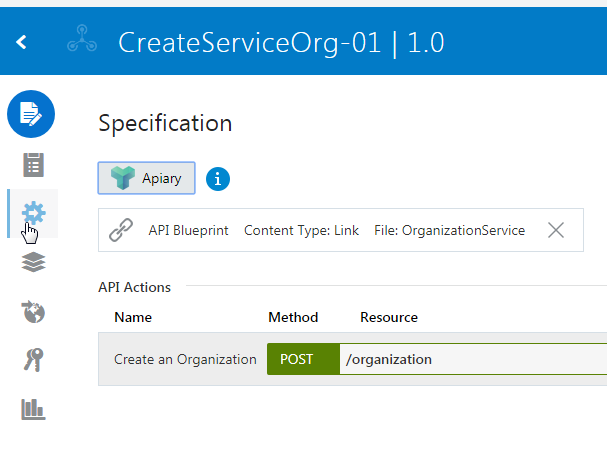 CreateServiceOrg-01 | 1.0
Specification
Apiary
API Blueprint Content Type: Link File: OrganizationService
API Actions
Name Method Resource
Create an Organization POST /organization